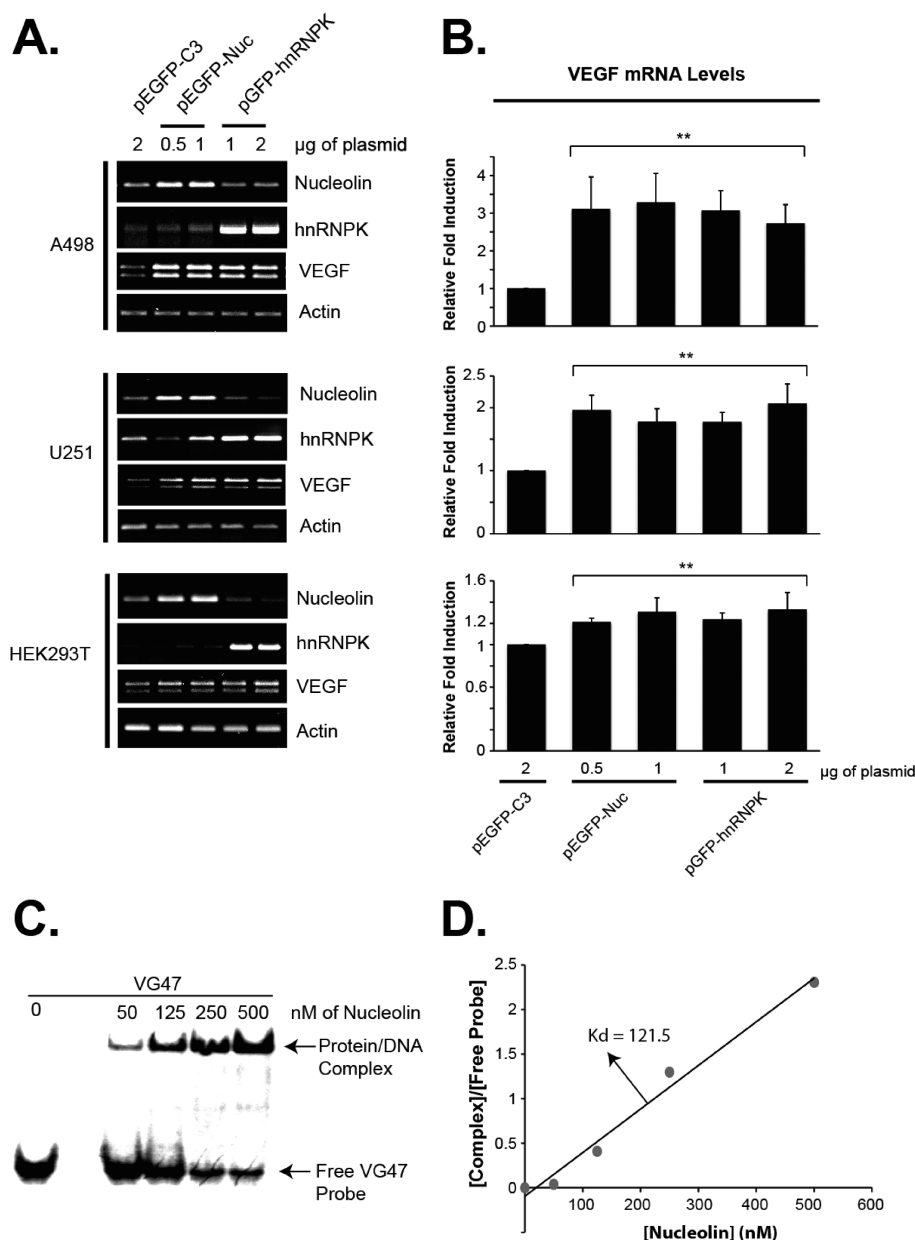 A.
pEGFP-C3
pEGFP-Nuc
pGFP-hnRNPK
2 0.5 1 1 2 µg of plasmid
A498
Nucleolin
hnRNPK
VEGF
Actin
U251
Nucleolin
hnRNPK
VEGF
Actin
HEK293T
Nucleolin
hnRNPK
VEGF
Actin
B.
VEGF mRNA Levels
**
Relative Fold Induction
4
3
2
1
0
**
Relative Fold Induction
2.5
2
1
0
**
Relative Fold Induction
1.6
1.2
1
0.6
0
2 0.5 1 1 2 µg of plasmid
pEGFP-C3
pEGFP-Nuc
pGFP-hnRNPK
C.
VG47
0 50 125 250 500 nM of Nucleolin
Protein/DNA
Complex
Free VG47
Probe
D.
[Complex]/[Free Probe]
2.5
2
1.5
1
0.5
0
Kd = 121.5
0 100 200 300 400 500 600
[Nucleolin] (nM)